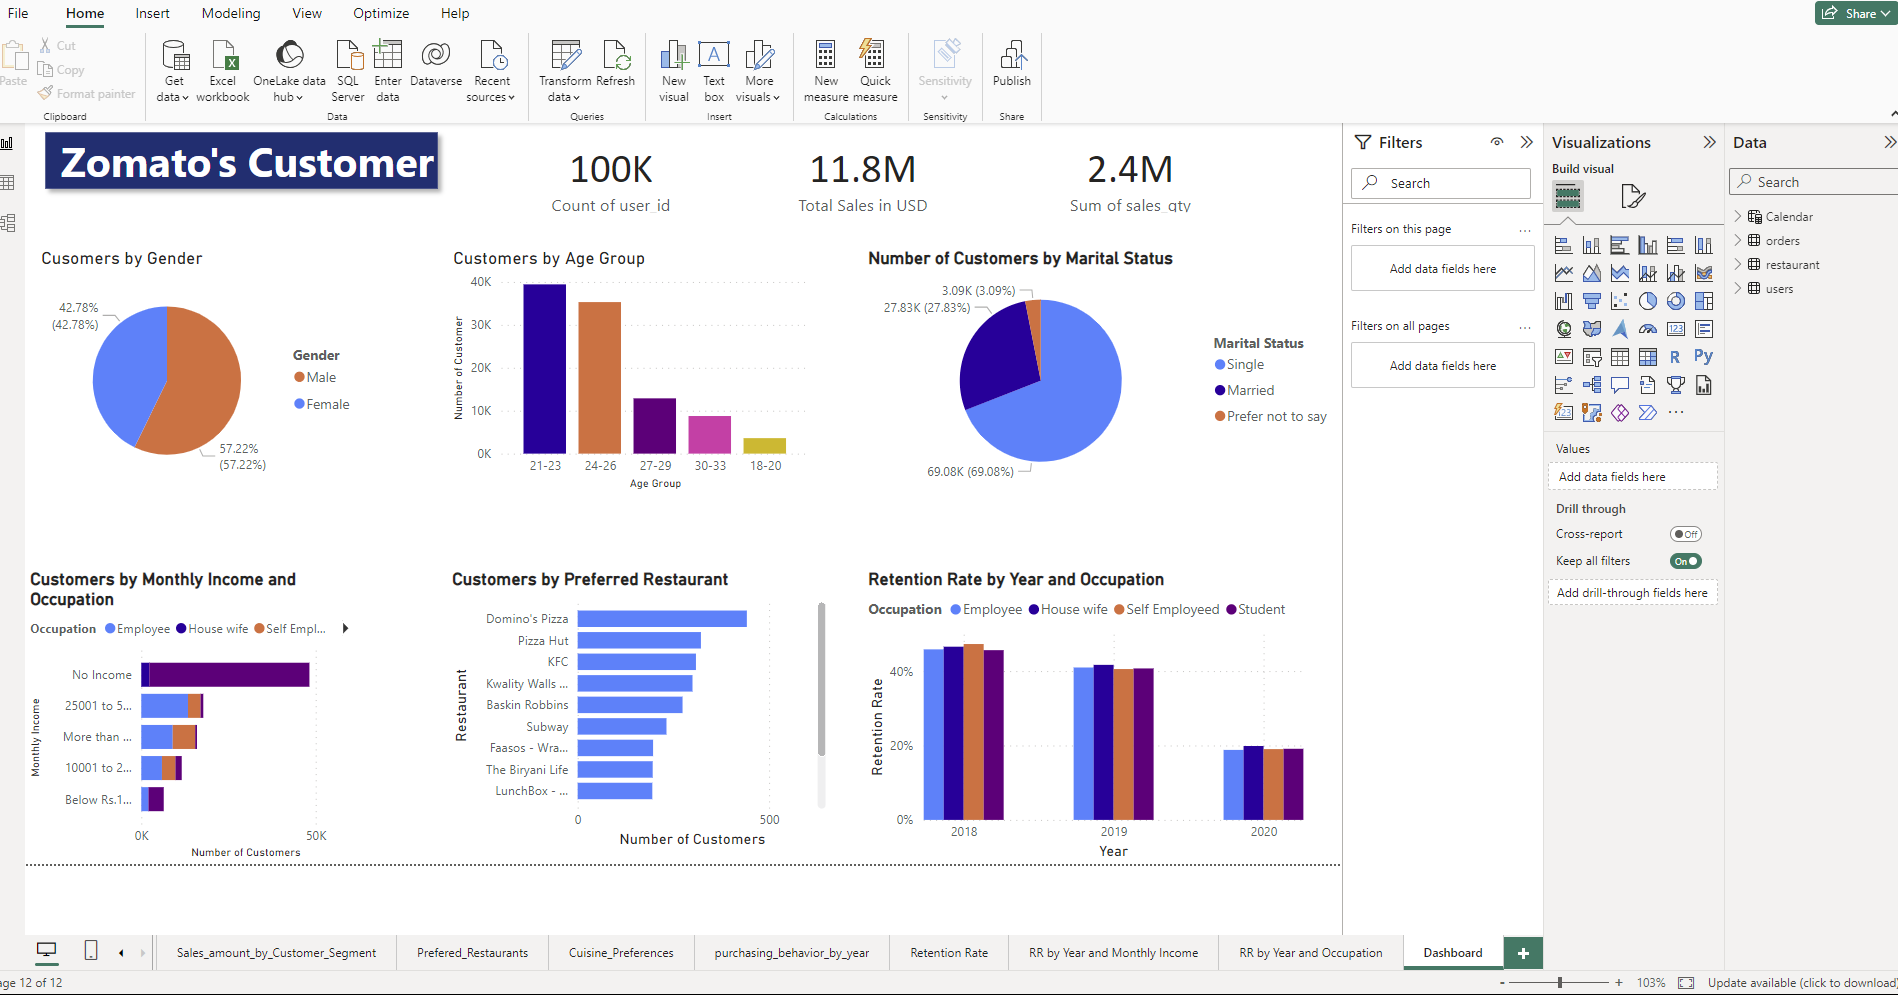 File Home Insert Modeling View Optimize Help
Share
Paste
Cut
Copy
Format painter
Clipboard
Get data
Excel workbook
OneLake data hub
SQL Server
Enter data
Dataverse
Recent sources
Data
Transform data
Refresh
Queries
New visual
Text box
More visuals
Insert
New measure
Quick measure
Calculations
Sensitivity
Sensitivity
Publish
Share
Zomato's Customer
100K
Count of user_id
11.8M
Total Sales in USD
2.4M
Sum of sales_qty
Cusomers by Gender
42.78%
(42.78%)
57.22%
(57.22%)
Gender
Male
Female
Customers by Age Group
Number of Customer
40K
30K
20K
10K
0K
21-23 24-26 27-29 30-33 18-20
Age Group
Number of Customers by Marital Status
3.09K (3.09%)
27.83K (27.83%)
69.08K (69.08%)
Marital Status
Single
Married
Prefer not to say
Customers by Monthly Income and
Occupation
Occupation Employee House wife Self Empl...
Monthly Income
No Income
25001 to 5...
More than ...
10001 to 2...
Below Rs.1...
0K 50K
Number of Customers
Customers by Preferred Restaurant
Restaurant
Domino's Pizza
Pizza Hut
KFC
Kwality Walls ...
Baskin Robbins
Subway
Faasos - Wra...
The Biryani Life
LunchBox - ...
0 500
Number of Customers
Retention Rate by Year and Occupation
Occupation Employee House wife Self Employeed Student
Retention Rate
40%
20%
0%
2018 2019 2020
Year
Filters
Search
Filters on this page ...
Add data fields here
Filters on all pages ...
Add data fields here
Visualizations
Build visual
123
R
Py
123
...
Values
Add data fields here
Drill through
Cross-report Off
Keep all filters On
Add drill-through fields here
Data
Search
Calendar
orders
restaurant
users
Sales_amount_by_Customer_Segment Prefered_Restaurants Cuisine_Preferences purchasing_behavior_by_year Retention Rate RR by Year and Monthly Income RR by Year and Occupation Dashboard +
age 12 of 12
- + 103% Update available (click to download)